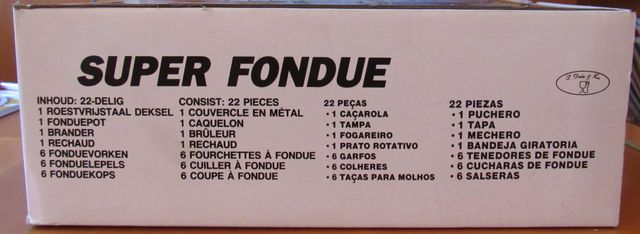 SUPER FONDUE
INHOUD: 22-DELIG
1 ROESTVRIJSTAAL DEKSEL
1 FONDUEPOT
1 BRANDER
1 RECHAUD
6 FONDUEVORKEN
6 FONDUELEPELS
6 FONDUEKOPS
CONSIST: 22 PIECES
1 COUVERCLE EN MÉTAL
1 CAQUELON
1 BRÛLEUR
1 RECHAUD
6 FOURCHETTES À FONDUE
6 CUILLER À FONDUE
6 COUPE À FONDUE
22 PEÇAS
• 1 CAÇAROLA
• 1 TAMPA
• 1 FOGAREIRO
• 1 PRATO ROTATIVO
• 6 GARFOS
• 6 COLHERES
• 6 TAÇAS PARA MOLHOS
22 PIEZAS
• 1 PUCHERO
• 1 TAPA
• 1 MECHERO
• 1 BANDEJA GIRATORIA
• 6 TENEDORES DE FONDUE
• 6 CUCHARAS DE FONDUE
• 6 SALSERAS